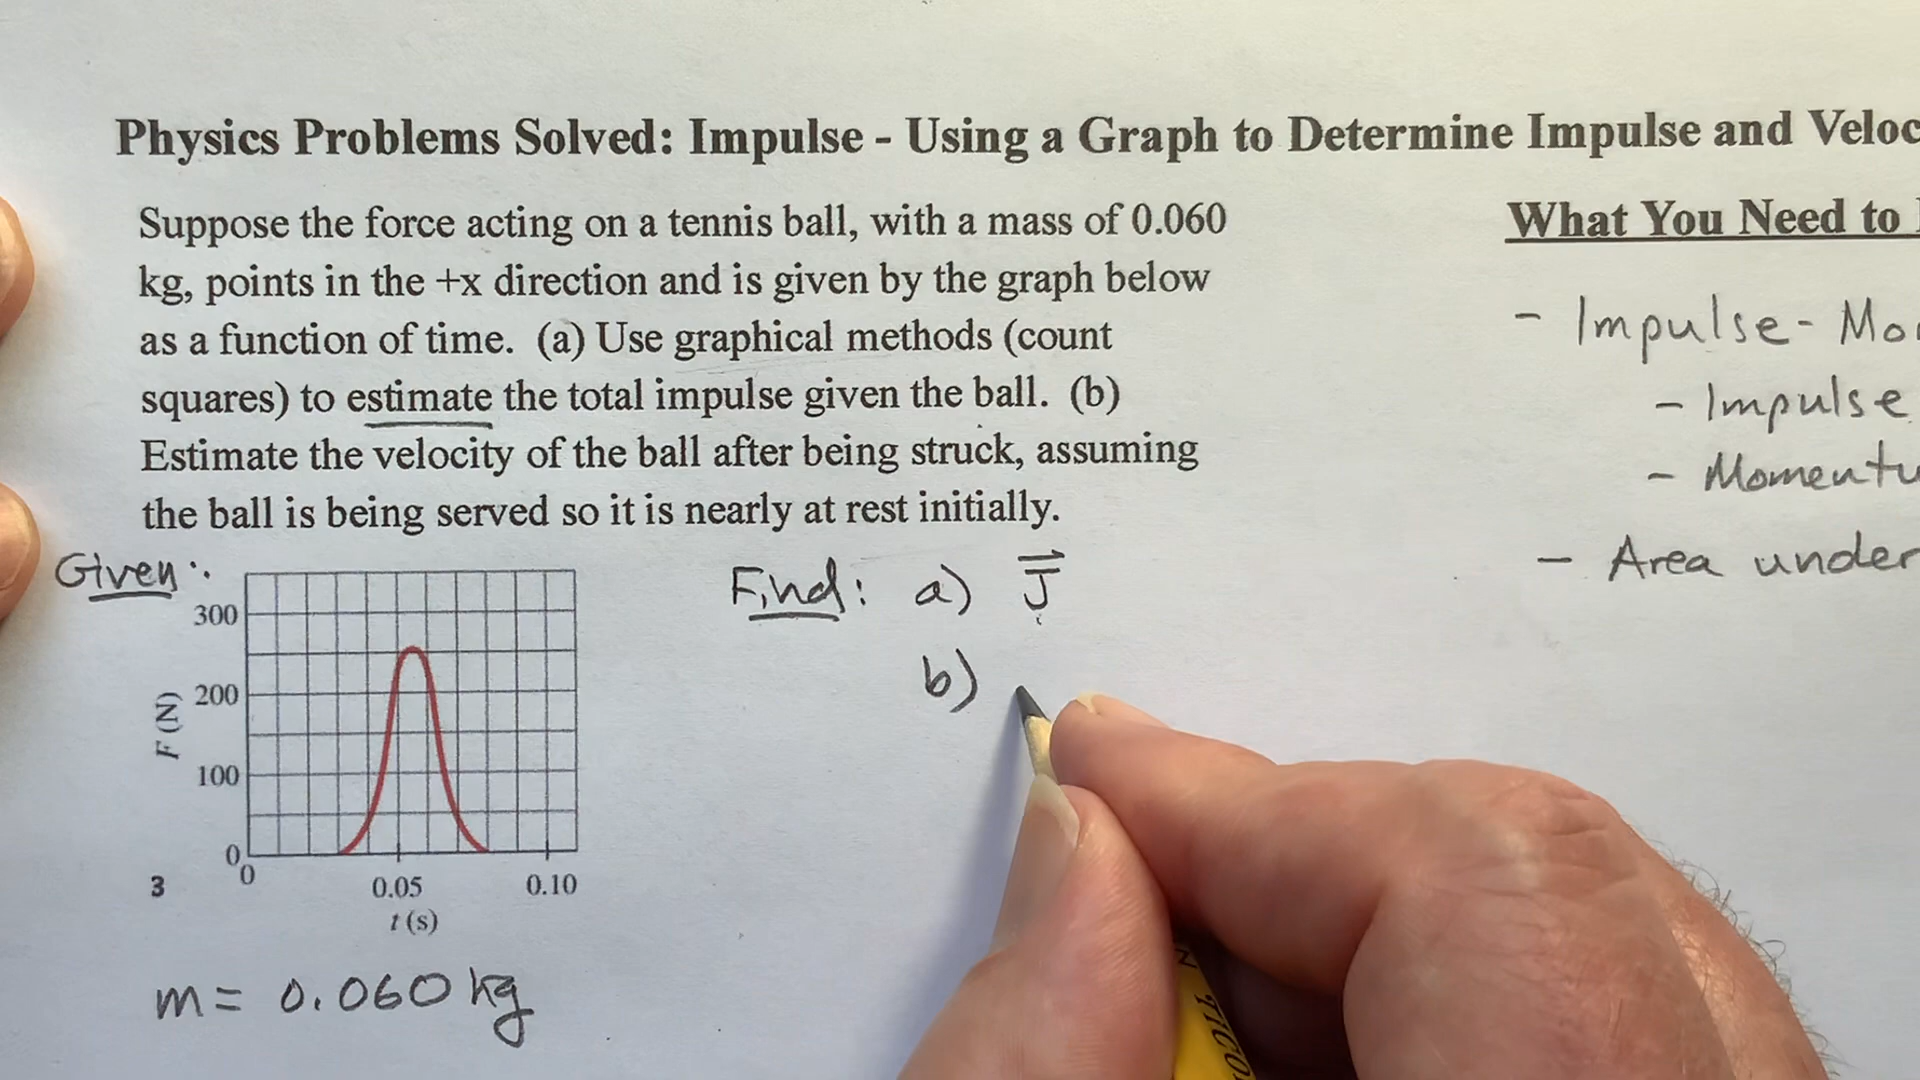 Physics Problems Solved: Impulse - Using a Graph to Determine Impulse and Veloc
Suppose the force acting on a tennis ball, with a mass of 0.060
kg, points in the +x direction and is given by the graph below
as a function of time. (a) Use graphical methods (count
squares) to estimate the total impulse given the ball. (b)
Estimate the velocity of the ball after being struck, assuming
the ball is being served so it is nearly at rest initially.
What You Need to
- Impulse - Mo
- Impulse
- Momentu
- Area under
Given:
300
200
100
0
F (N)
0
0.05
0.10
t (s)
3
m = 0.060 kg
Find: a) J⃗
b)